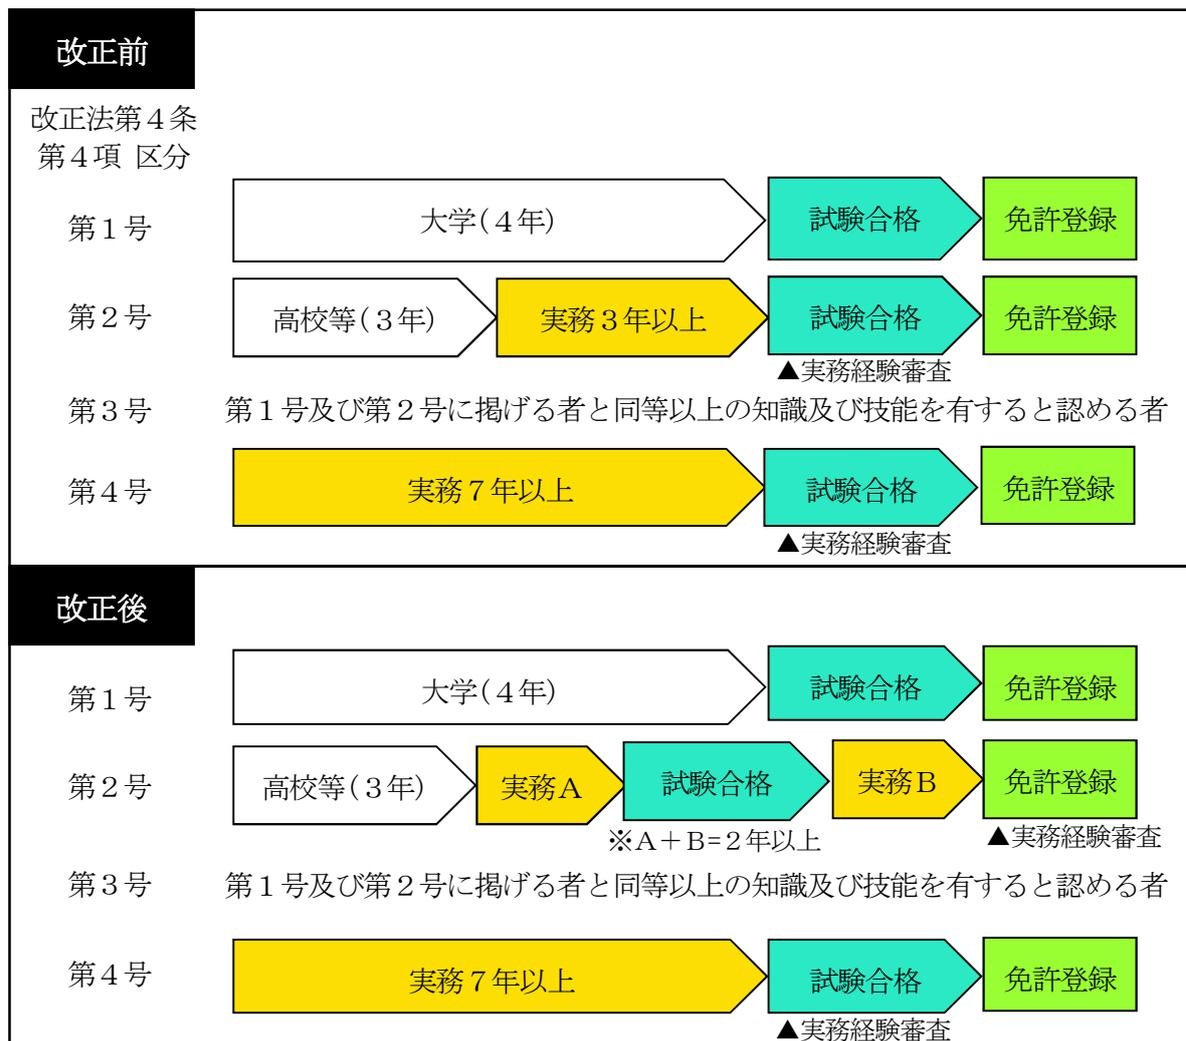 改正前
改正法第４条
第４項 区分
第１号
大学（４年）
試験合格
免許登録
第２号
高校等（３年）
実務３年以上
試験合格
免許登録
▲実務経験審査
第３号
第１号及び第２号に掲げる者と同等以上の知識及び技能を有すると認める者
第４号
実務７年以上
試験合格
免許登録
▲実務経験審査
改正後
第１号
大学（４年）
試験合格
免許登録
第２号
高校等（３年）
実務Ａ
試験合格
実務Ｂ
免許登録
※Ａ＋Ｂ=２年以上
▲実務経験審査
第３号
第１号及び第２号に掲げる者と同等以上の知識及び技能を有すると認める者
第４号
実務７年以上
試験合格
免許登録
▲実務経験審査